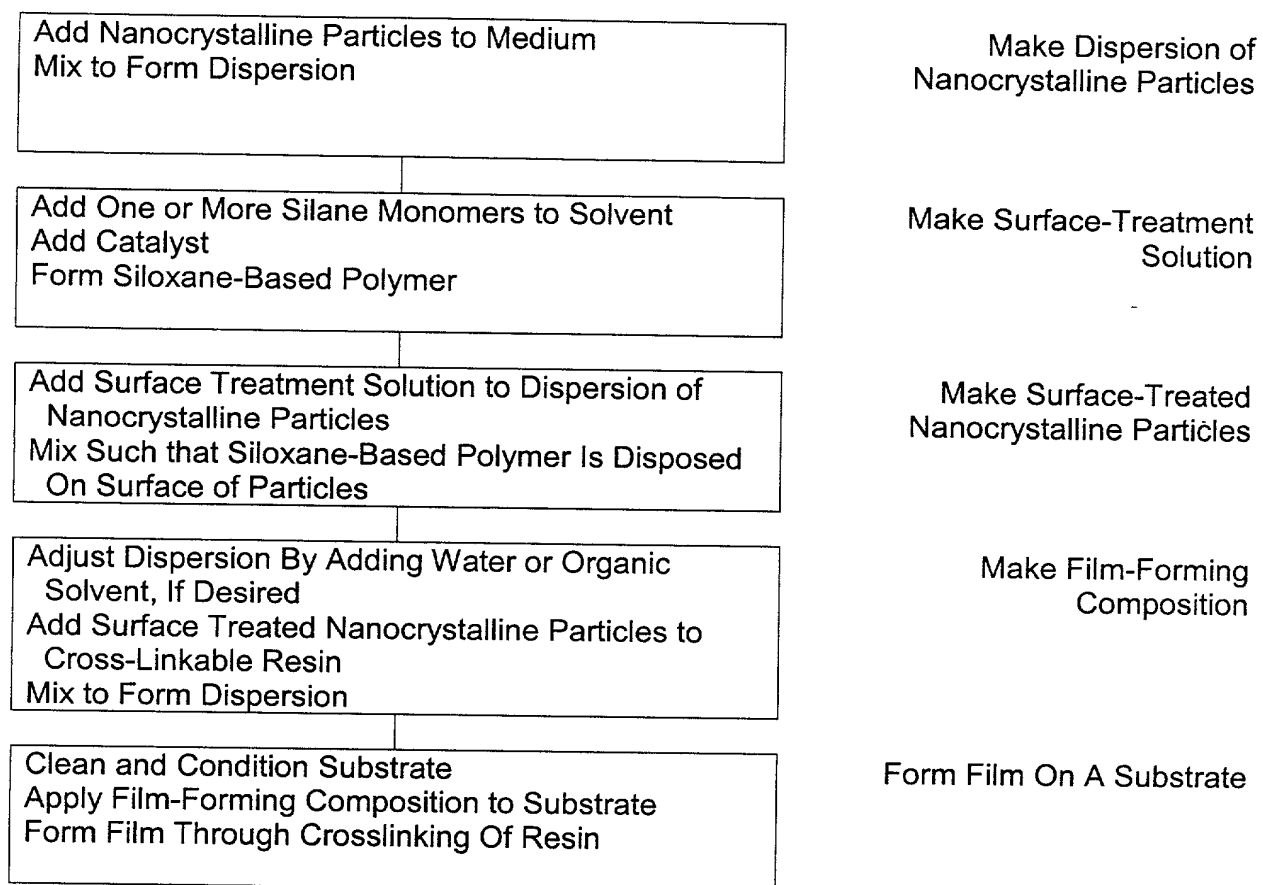 Add Nanocrystalline Particles to Medium
Mix to Form Dispersion
Make Dispersion of
Nanocrystalline Particles
Add One or More Silane Monomers to Solvent
Add Catalyst
Form Siloxane-Based Polymer
Make Surface-Treatment
Solution
Add Surface Treatment Solution to Dispersion of
Nanocrystalline Particles
Mix Such that Siloxane-Based Polymer Is Disposed
On Surface of Particles
Make Surface-Treated
Nanocrystalline Particles
Adjust Dispersion By Adding Water or Organic
Solvent, If Desired
Add Surface Treated Nanocrystalline Particles to
Cross-Linkable Resin
Mix to Form Dispersion
Make Film-Forming
Composition
Clean and Condition Substrate
Apply Film-Forming Composition to Substrate
Form Film Through Crosslinking Of Resin
Form Film On A Substrate